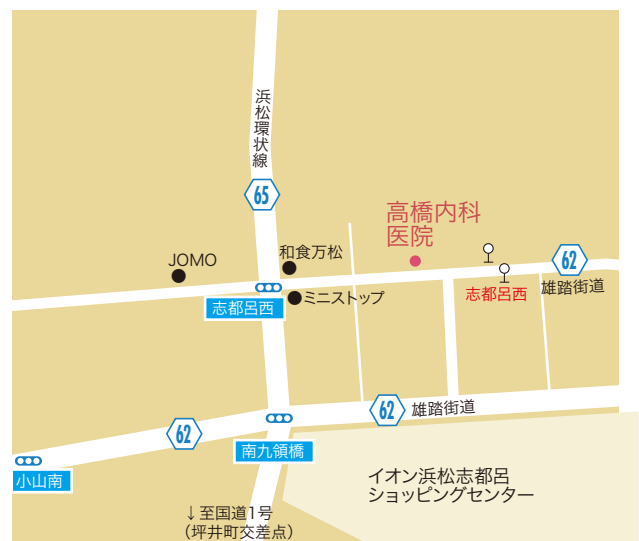 浜松環状線
65
高橋内科
医院
和食万松
JOMO
62
雄踏街道
志都呂西
志都呂西
ミニストップ
62
雄踏街道
62
南九領橋
小山南
イオン浜松志都呂
ショッピングセンター
↓至国道1号
（坪井町交差点）